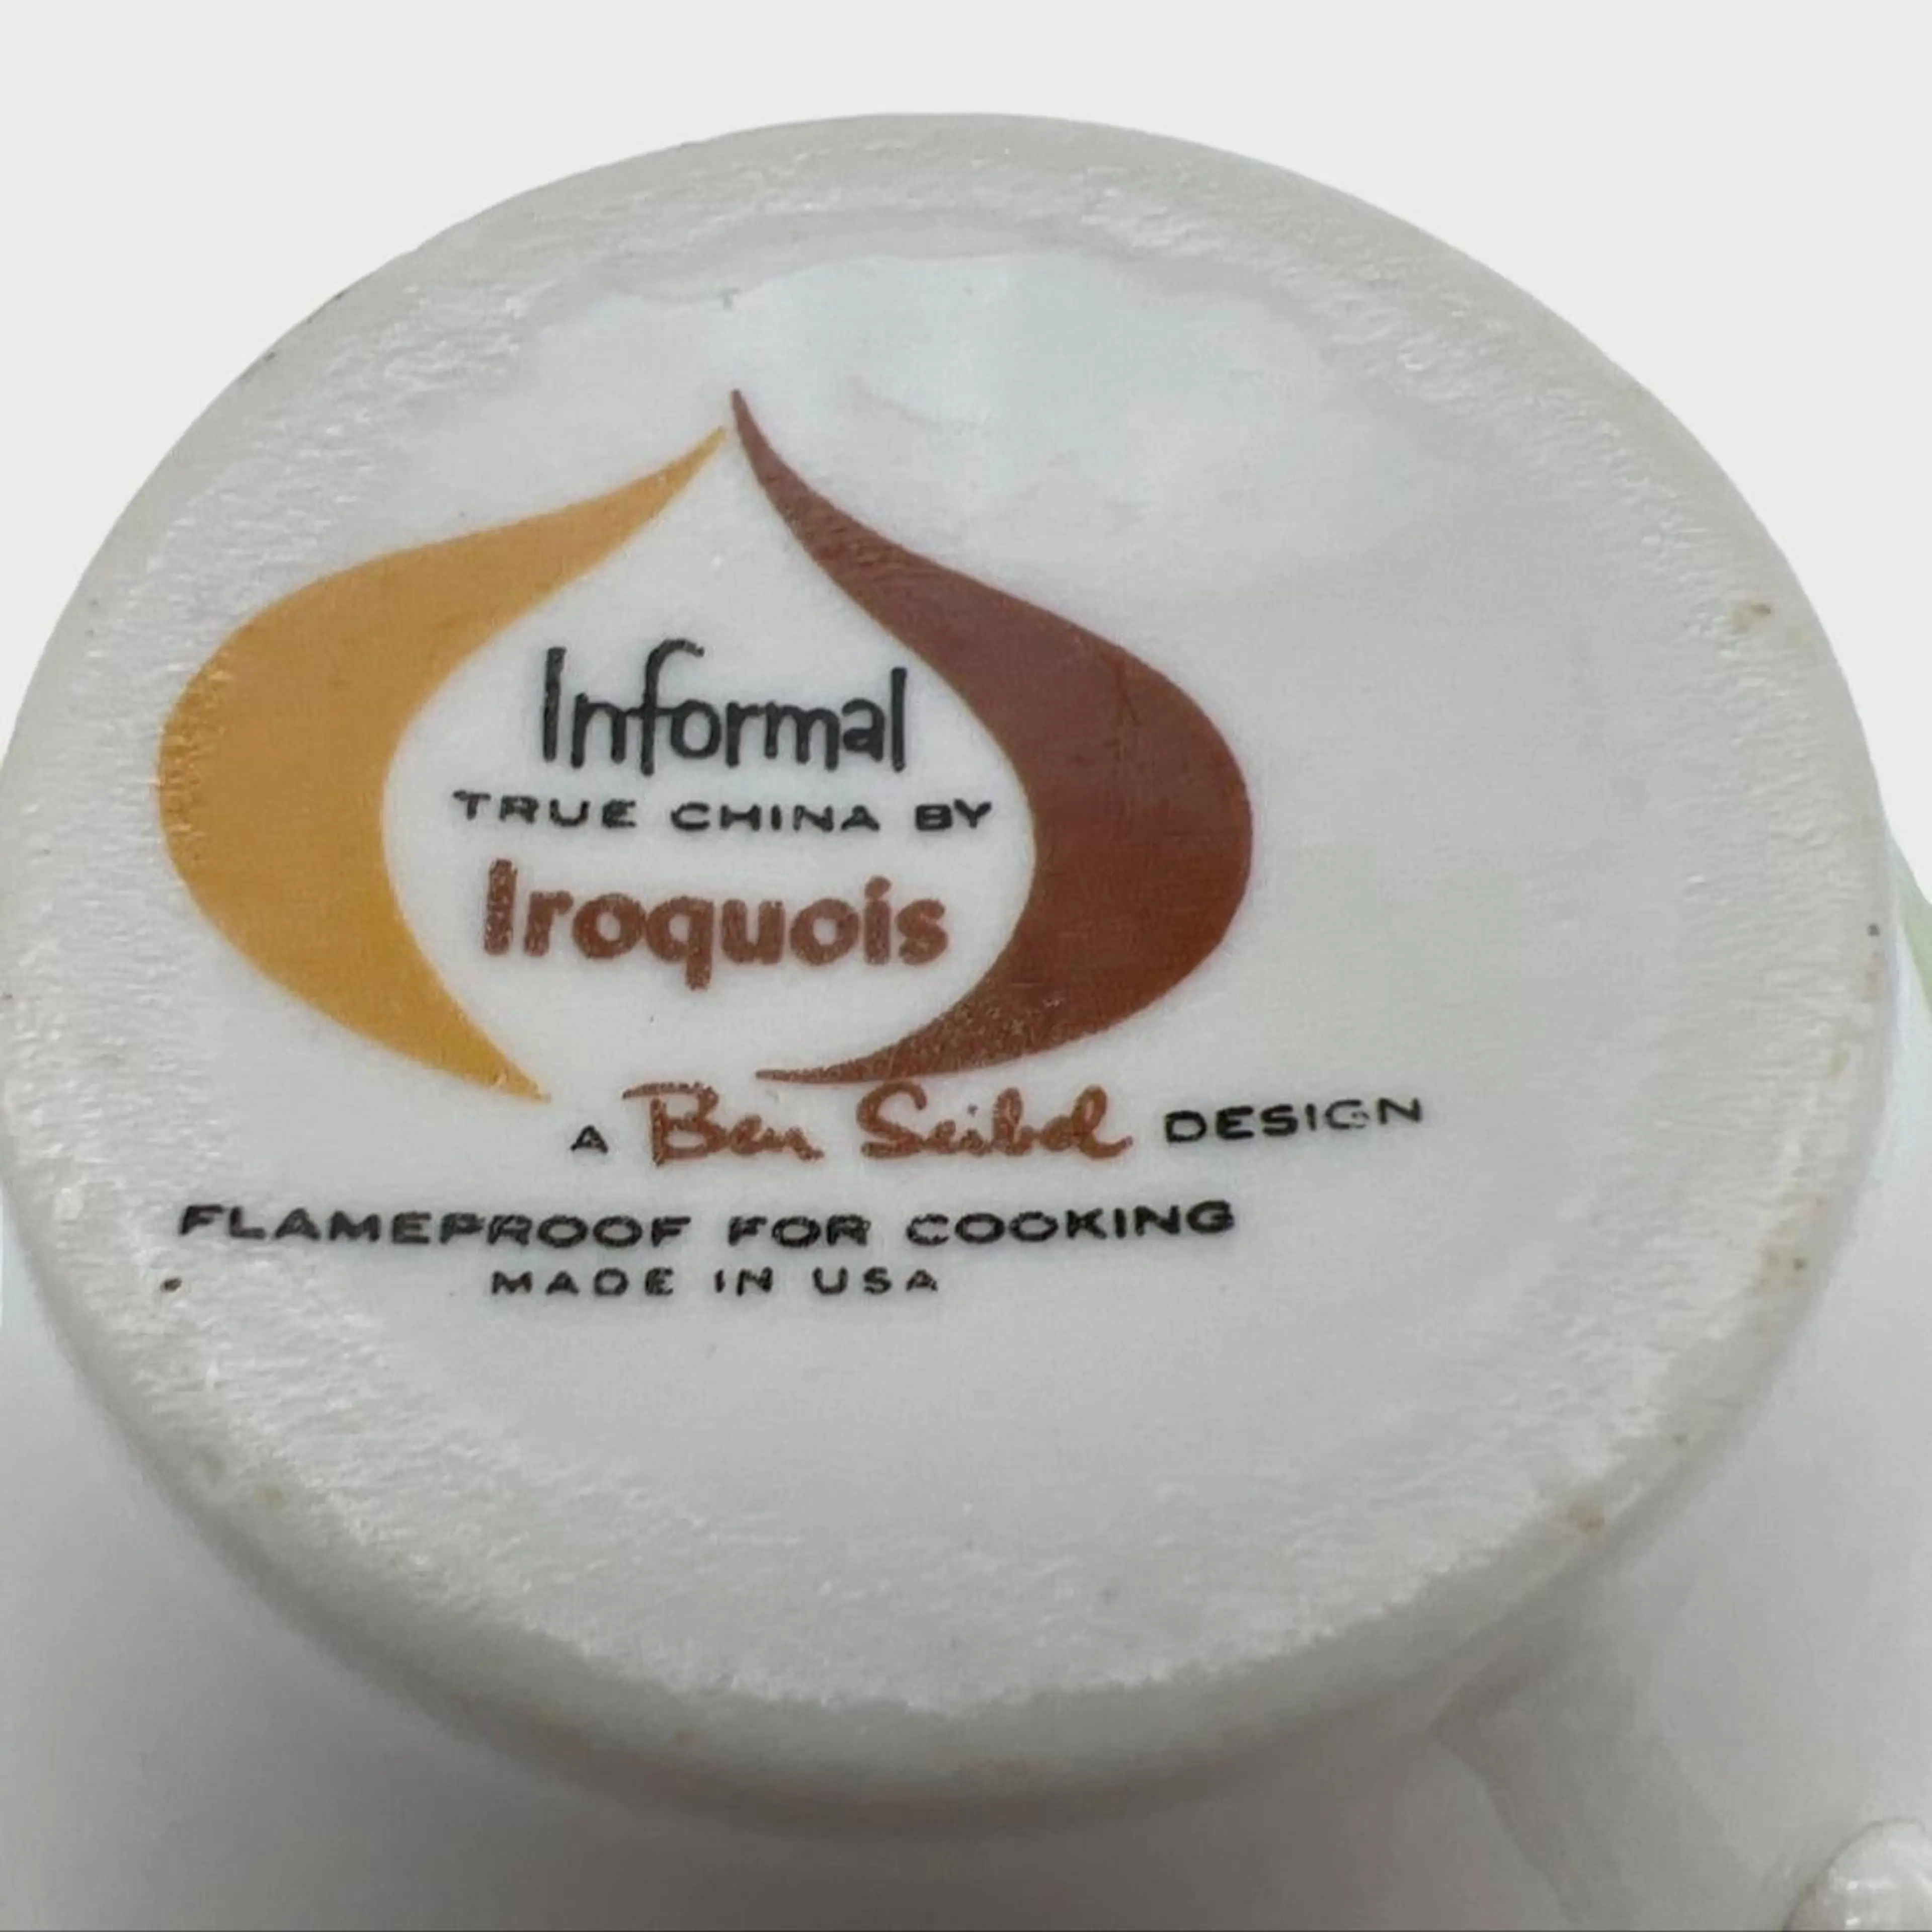 Informal
TRUE CHINA BY
Iroquois
A Ben Seibel DESIGN
FLAMEPROOF FOR COOKING
MADE IN USA